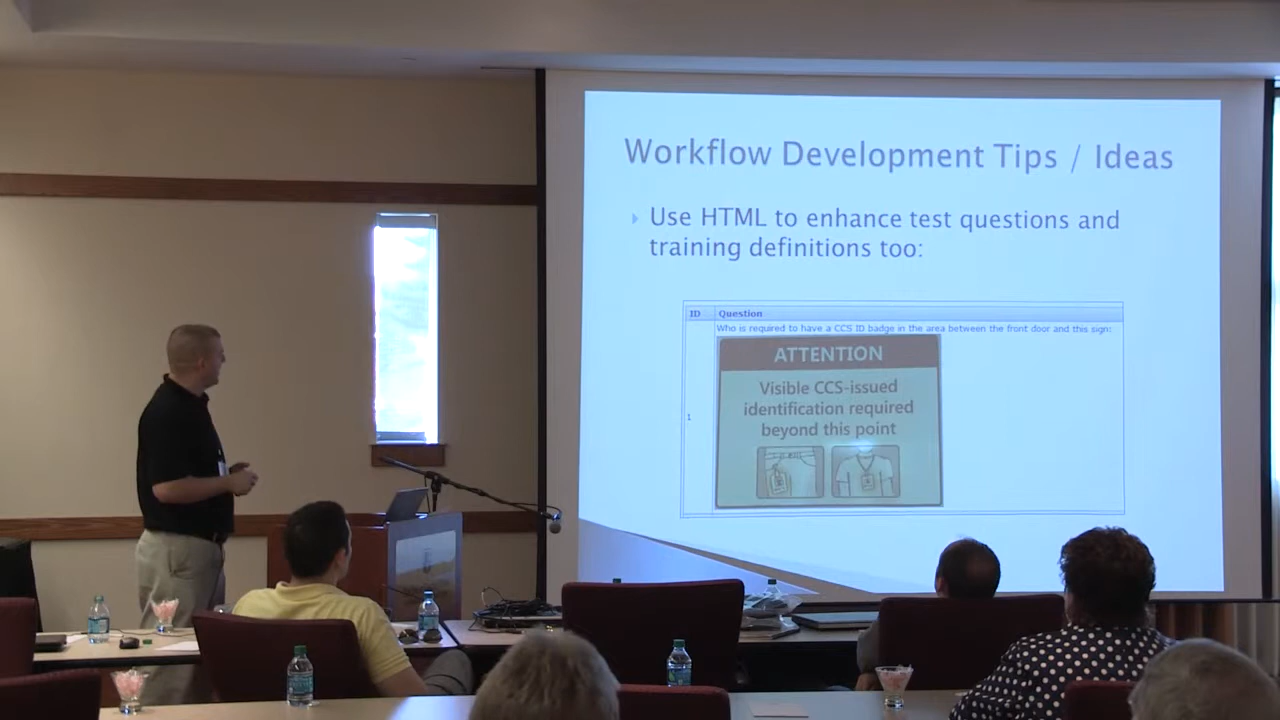 Workflow Development Tips / Ideas
Use HTML to enhance test questions and
training definitions too:
ID Question
Who is required to have a CCS ID badge in the area between the front door and this sign:
1
ATTENTION
Visible CCS-issued
identification required
beyond this point